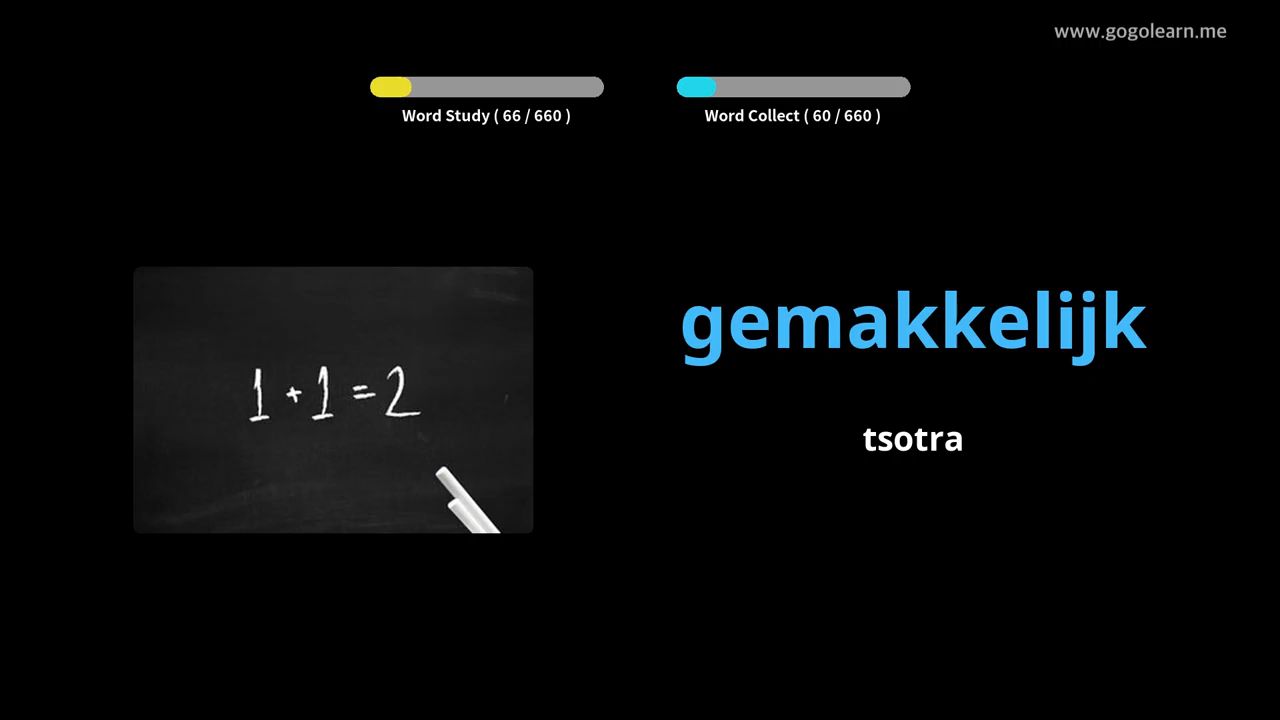 www.gogolearn.me
Word Study ( 66 / 660 )
Word Collect ( 60 / 660 )
1 + 1 = 2
gemakkelijk
tsotra